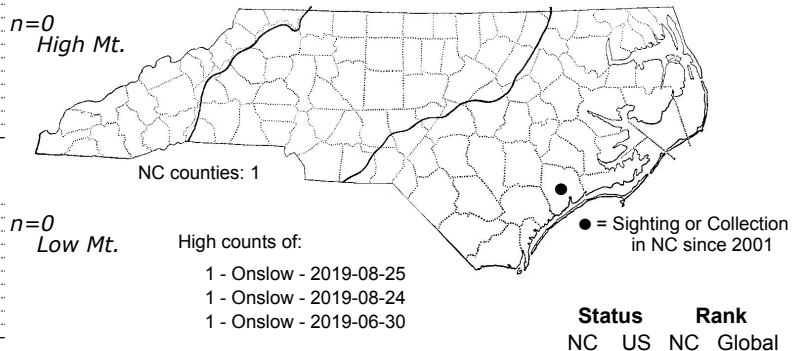 n=0
High Mt.
NC counties: 1
n=0
Low Mt.
High counts of:
1 - Onslow - 2019-08-25
1 - Onslow - 2019-08-24
1 - Onslow - 2019-06-30
● = Sighting or Collection
in NC since 2001
Status Rank
NC US NC Global